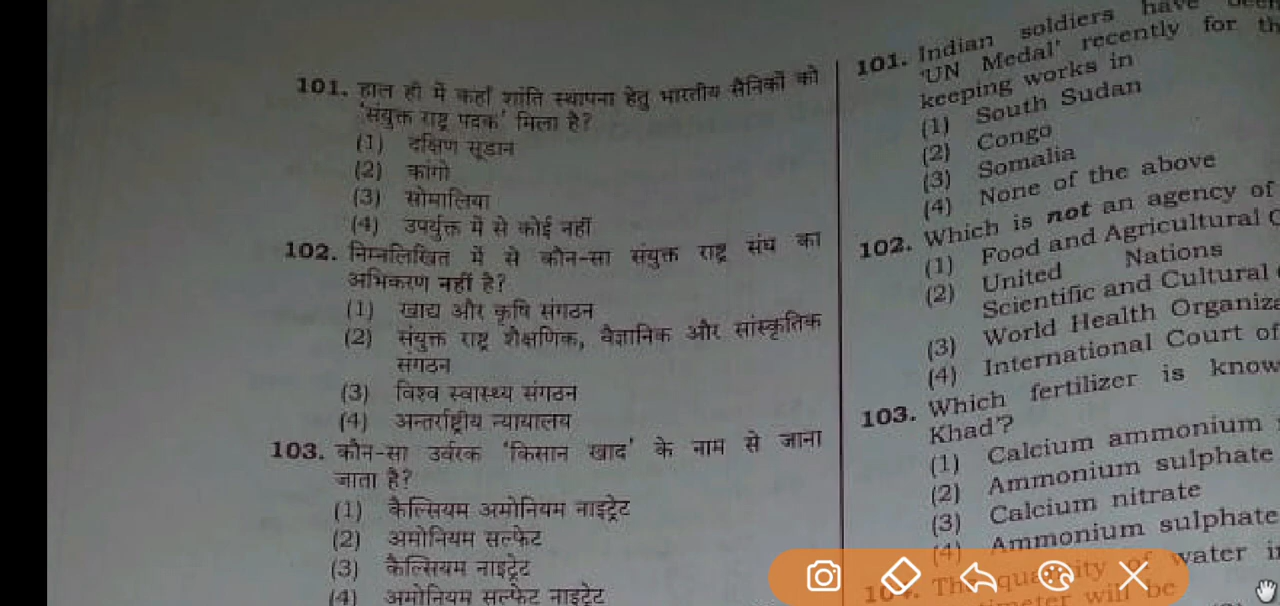 101. हाल ही में कहाँ शांति स्थापना हेतु भारतीय सैनिकों को
'संयुक्त राष्ट्र पदक' मिला है?
(1) दक्षिण सूडान
(2) कांगो
(3) सोमालिया
(4) उपर्युक्त में से कोई नहीं
102. निम्नलिखित में से कौन-सा संयुक्त राष्ट्र संघ का
अभिकरण नहीं है?
(1) खाद्य और कृषि संगठन
(2) संयुक्त राष्ट्र शैक्षणिक, वैज्ञानिक और सांस्कृतिक
संगठन
(3) विश्व स्वास्थ्य संगठन
(4) अन्तर्राष्ट्रीय न्यायालय
103. कौन-सा उर्वरक 'किसान खाद' के नाम से जाना
जाता है?
(1) कैल्सियम अमोनियम नाइट्रेट
(2) अमोनियम सल्फेट
(3) कैल्सियम नाइट्रेट
(4) अमोनियम सल्फेट नाइट्रेट
101. Indian soldiers have
'UN Medal' recently for
keeping works in
(1) South Sudan
(2) Congo
(3) Somalia
(4) None of the above
102. Which is not an agency of
(1) Food and Agricultural
(2) United Nations
Scientific and Cultural
(3) World Health
(4) International Court of
103. Which fertilizer is
Khad'?
(1) Calcium ammonium
(2) Ammonium sulphate
(3) Calcium nitrate
(4) Ammonium sulphate
water
will be